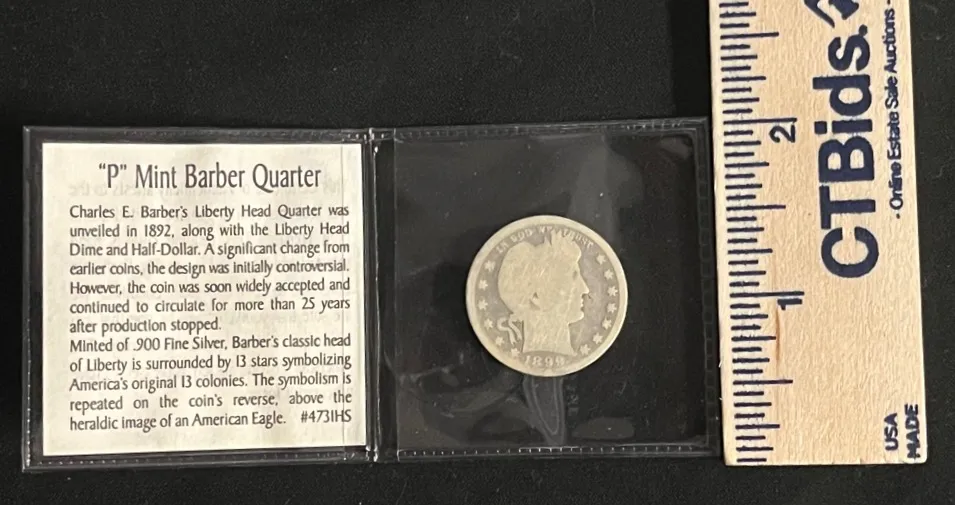 "P" Mint Barber Quarter
Charles E. Barber's Liberty Head Quarter was
unveiled in 1892, along with the Liberty Head
Dime and Half-Dollar. A significant change from
earlier coins, the design was initially controversial.
However, the coin was soon widely accepted and
continued to circulate for more than 25 years
after production stopped.
Minted of .900 Fine Silver, Barber's classic head
of Liberty is surrounded by 13 stars symbolizing
America's original 13 colonies. The symbolism is
repeated on the coin's reverse, above the
heraldic image of an American Eagle. #4731HS
IN GOD WE TRUST
2
1
CTBids.
- Online Estate Sale Auctions -
USA
MADE